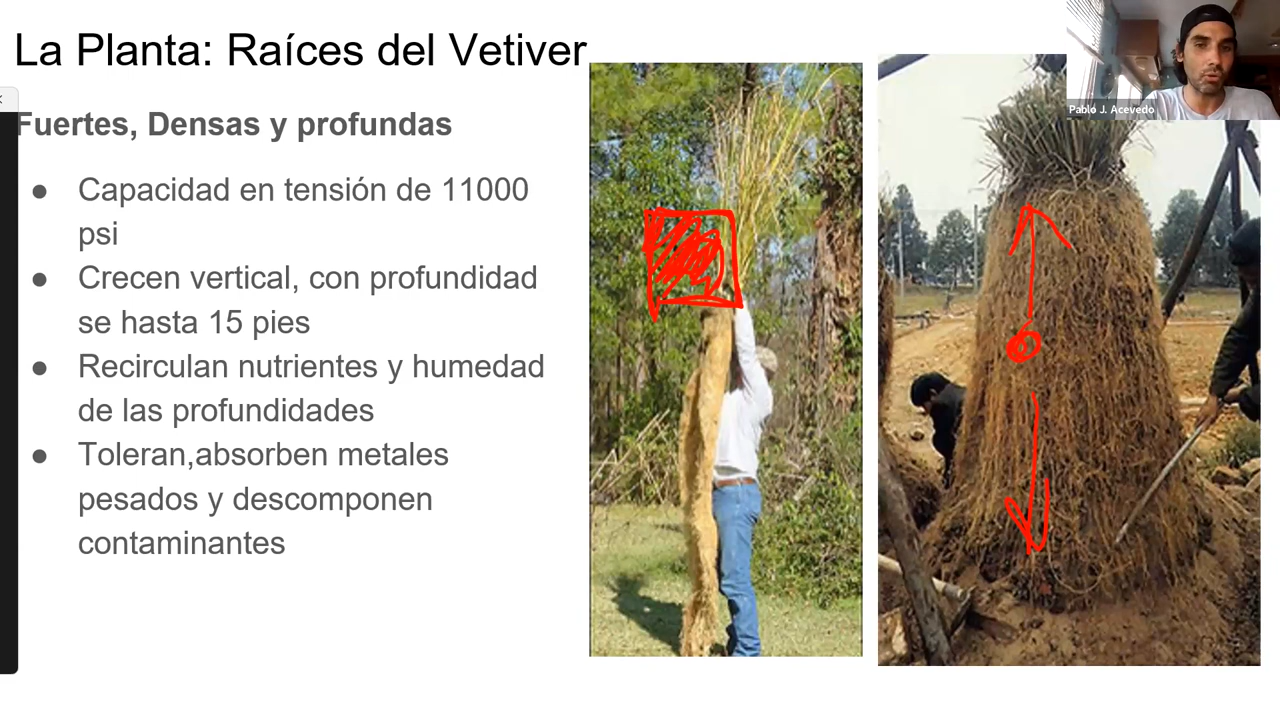 La Planta: Raíces del Vetiver
Pablo J. Acevedo
Fuertes, Densas y profundas
● Capacidad en tensión de 11000
psi
● Crecen vertical, con profundidad
se hasta 15 pies
● Recirculan nutrientes y humedad
de las profundidades
● Toleran,absorben metales
pesados y descomponen
contaminantes